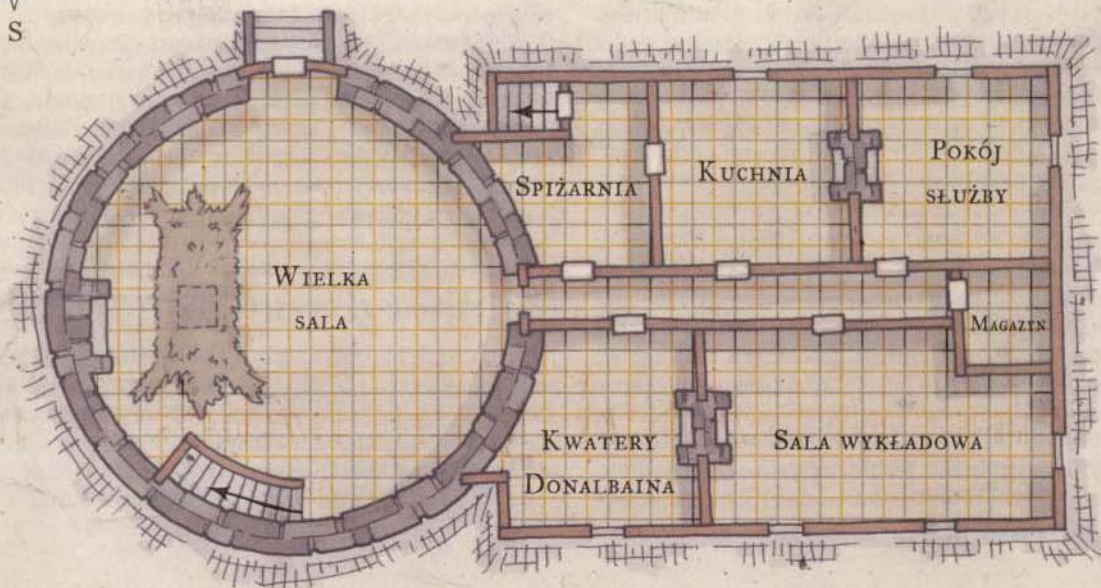 V
S
Spiżarnia
Kuchnia
Pokój
służby
Wielka
sala
Magazyn
Kwatery
Donalbaina
Sala wykładowa